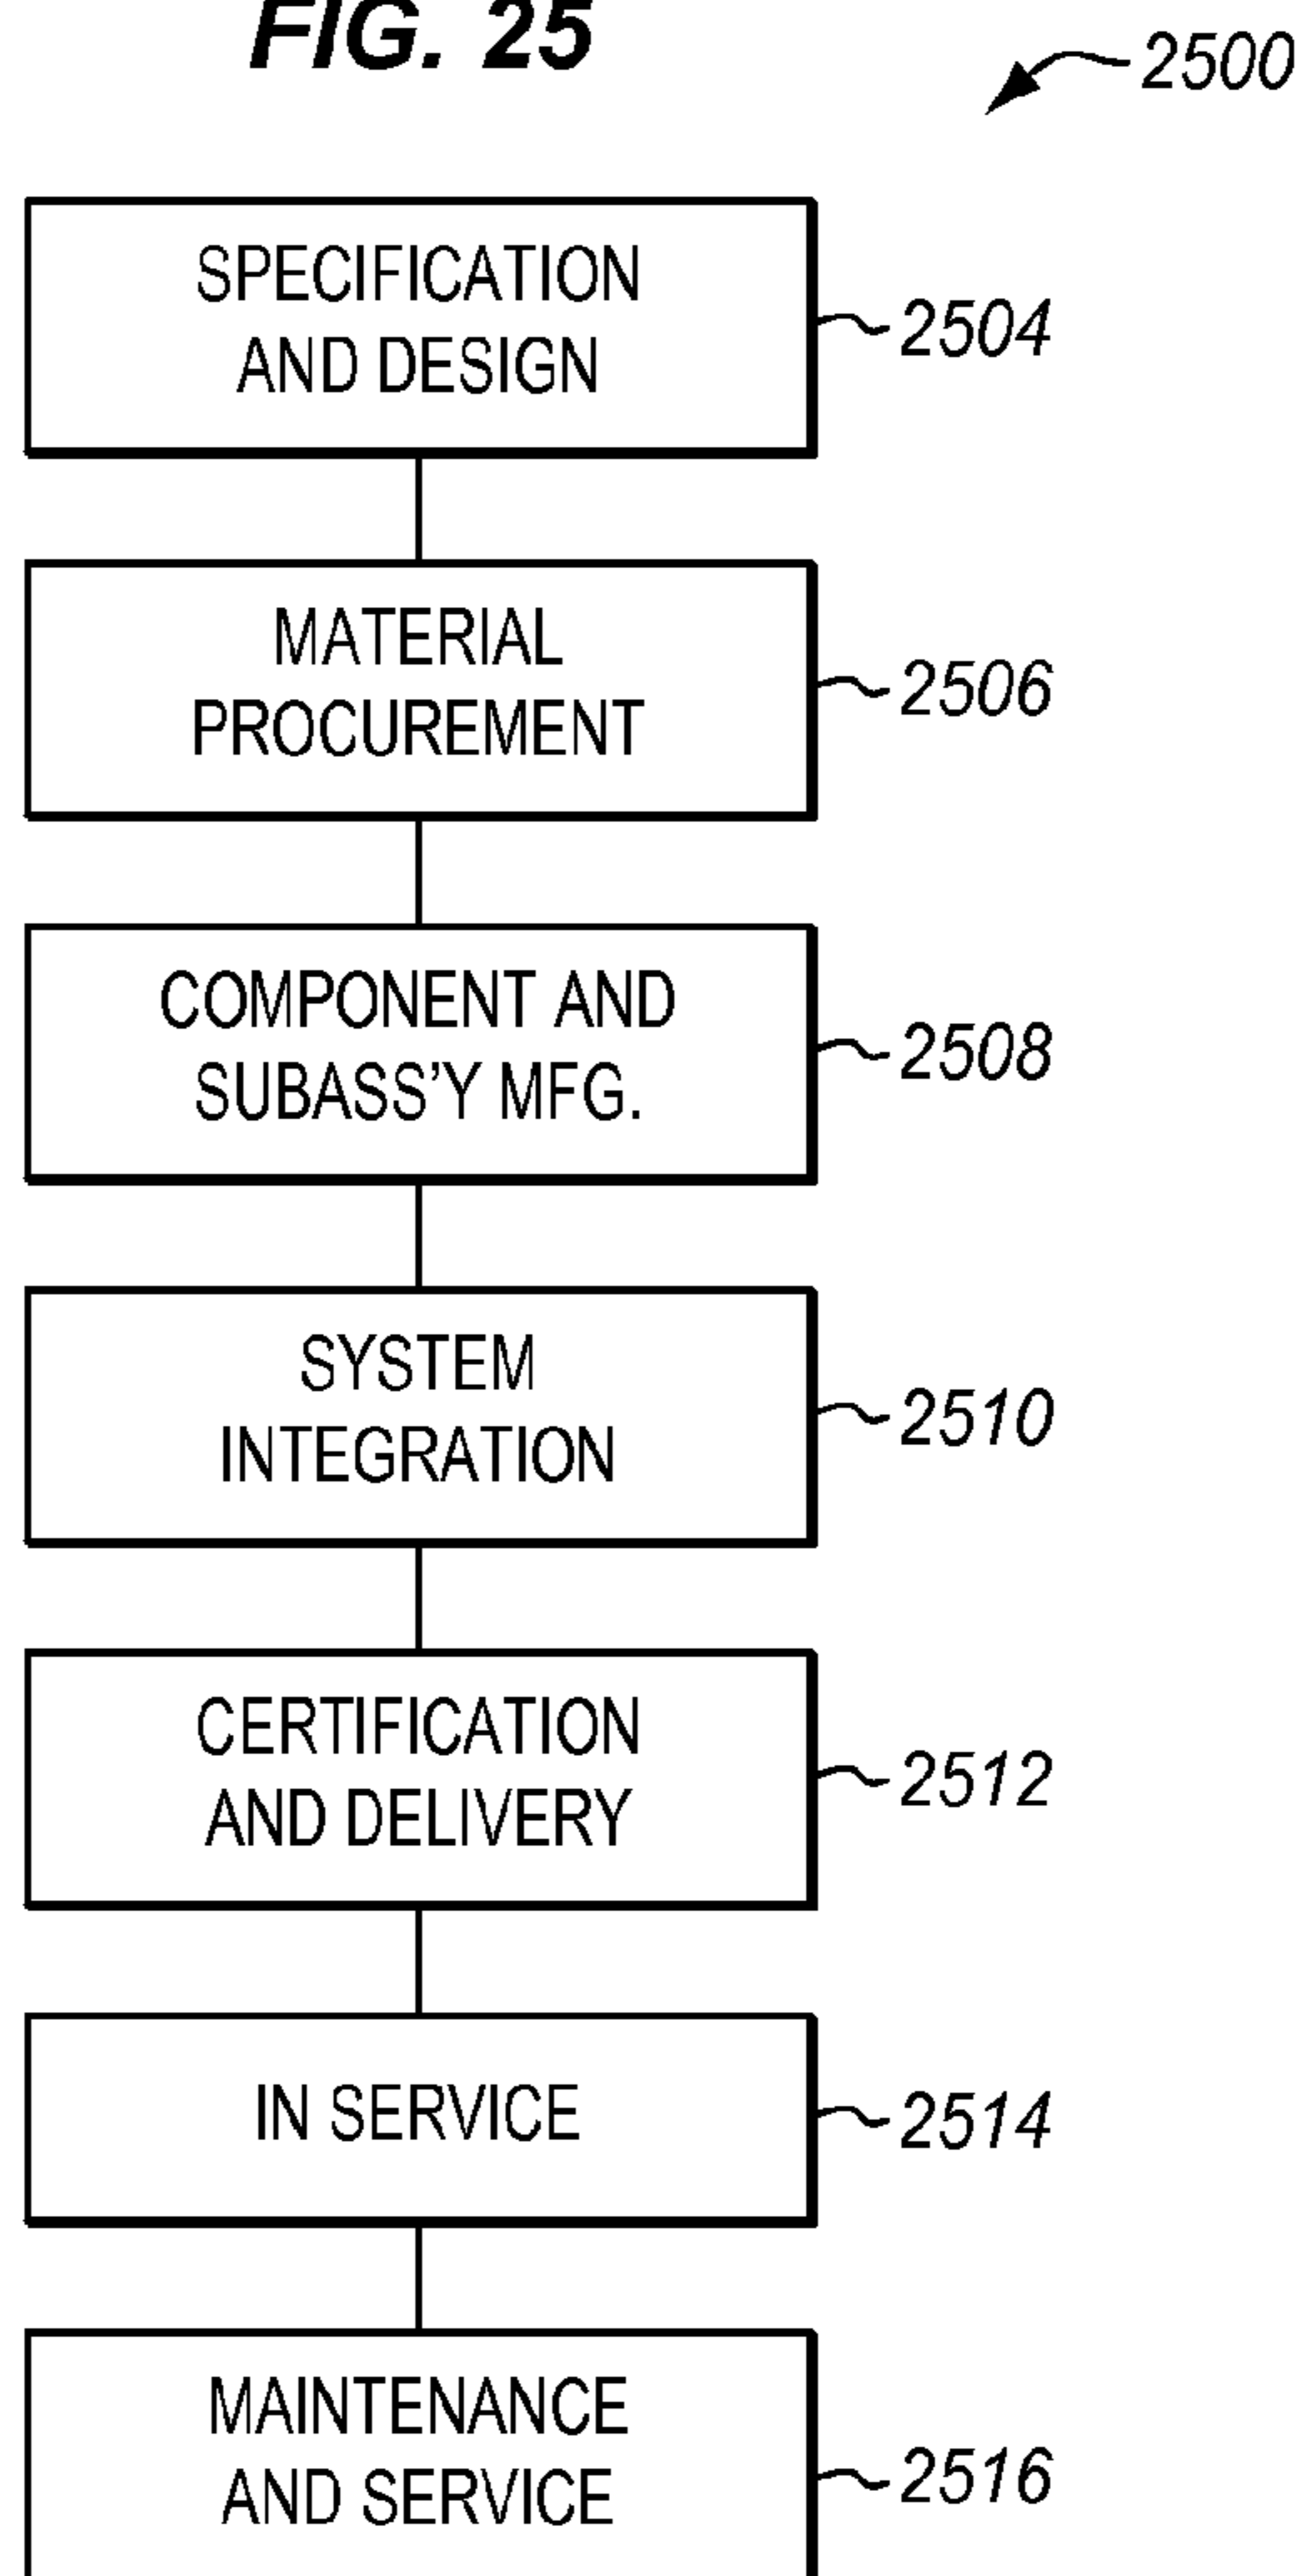 FIG. 25
2500
SPECIFICATION
AND DESIGN
2504
MATERIAL
PROCUREMENT
2506
COMPONENT AND
SUBASS’Y MFG.
2508
SYSTEM
INTEGRATION
2510
CERTIFICATION
AND DELIVERY
2512
IN SERVICE
2514
MAINTENANCE
AND SERVICE
2516